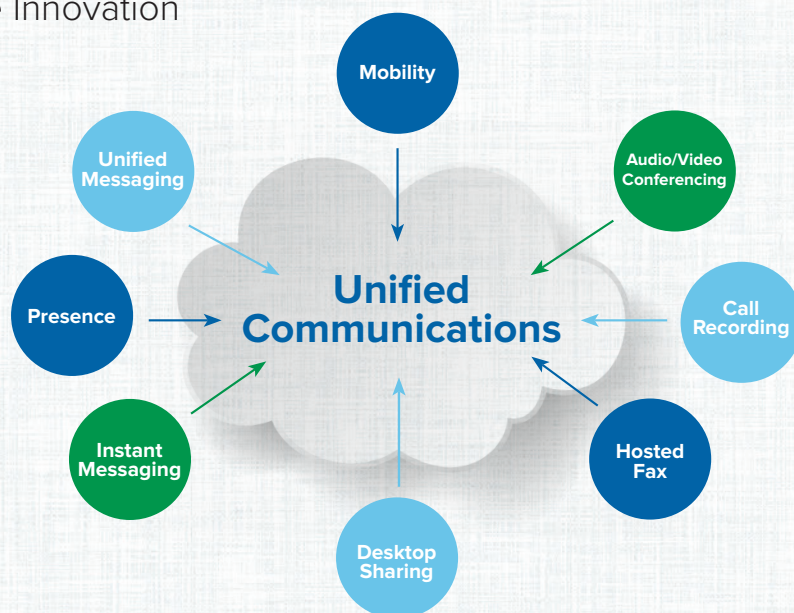 Innovation
Mobility
Unified
Messaging
Audio/Video
Conferencing
Presence
Unified
Communications
Call
Recording
Instant
Messaging
Hosted
Fax
Desktop
Sharing